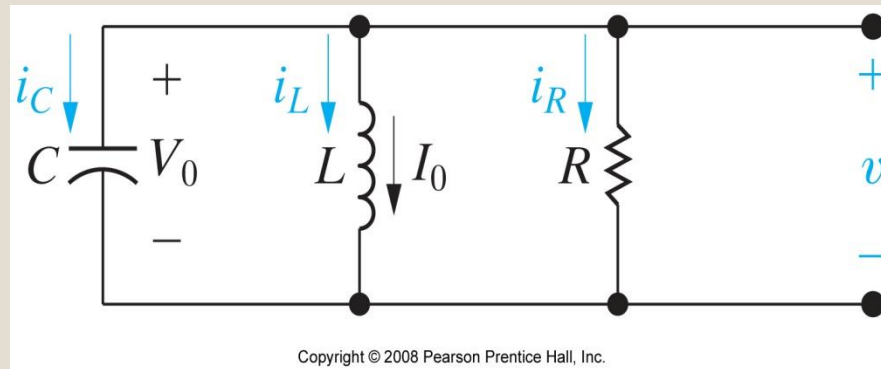 i_C + V_0 −
C
i_L
L I_0
i_R
R
+ v −
Copyright © 2008 Pearson Prentice Hall, Inc.